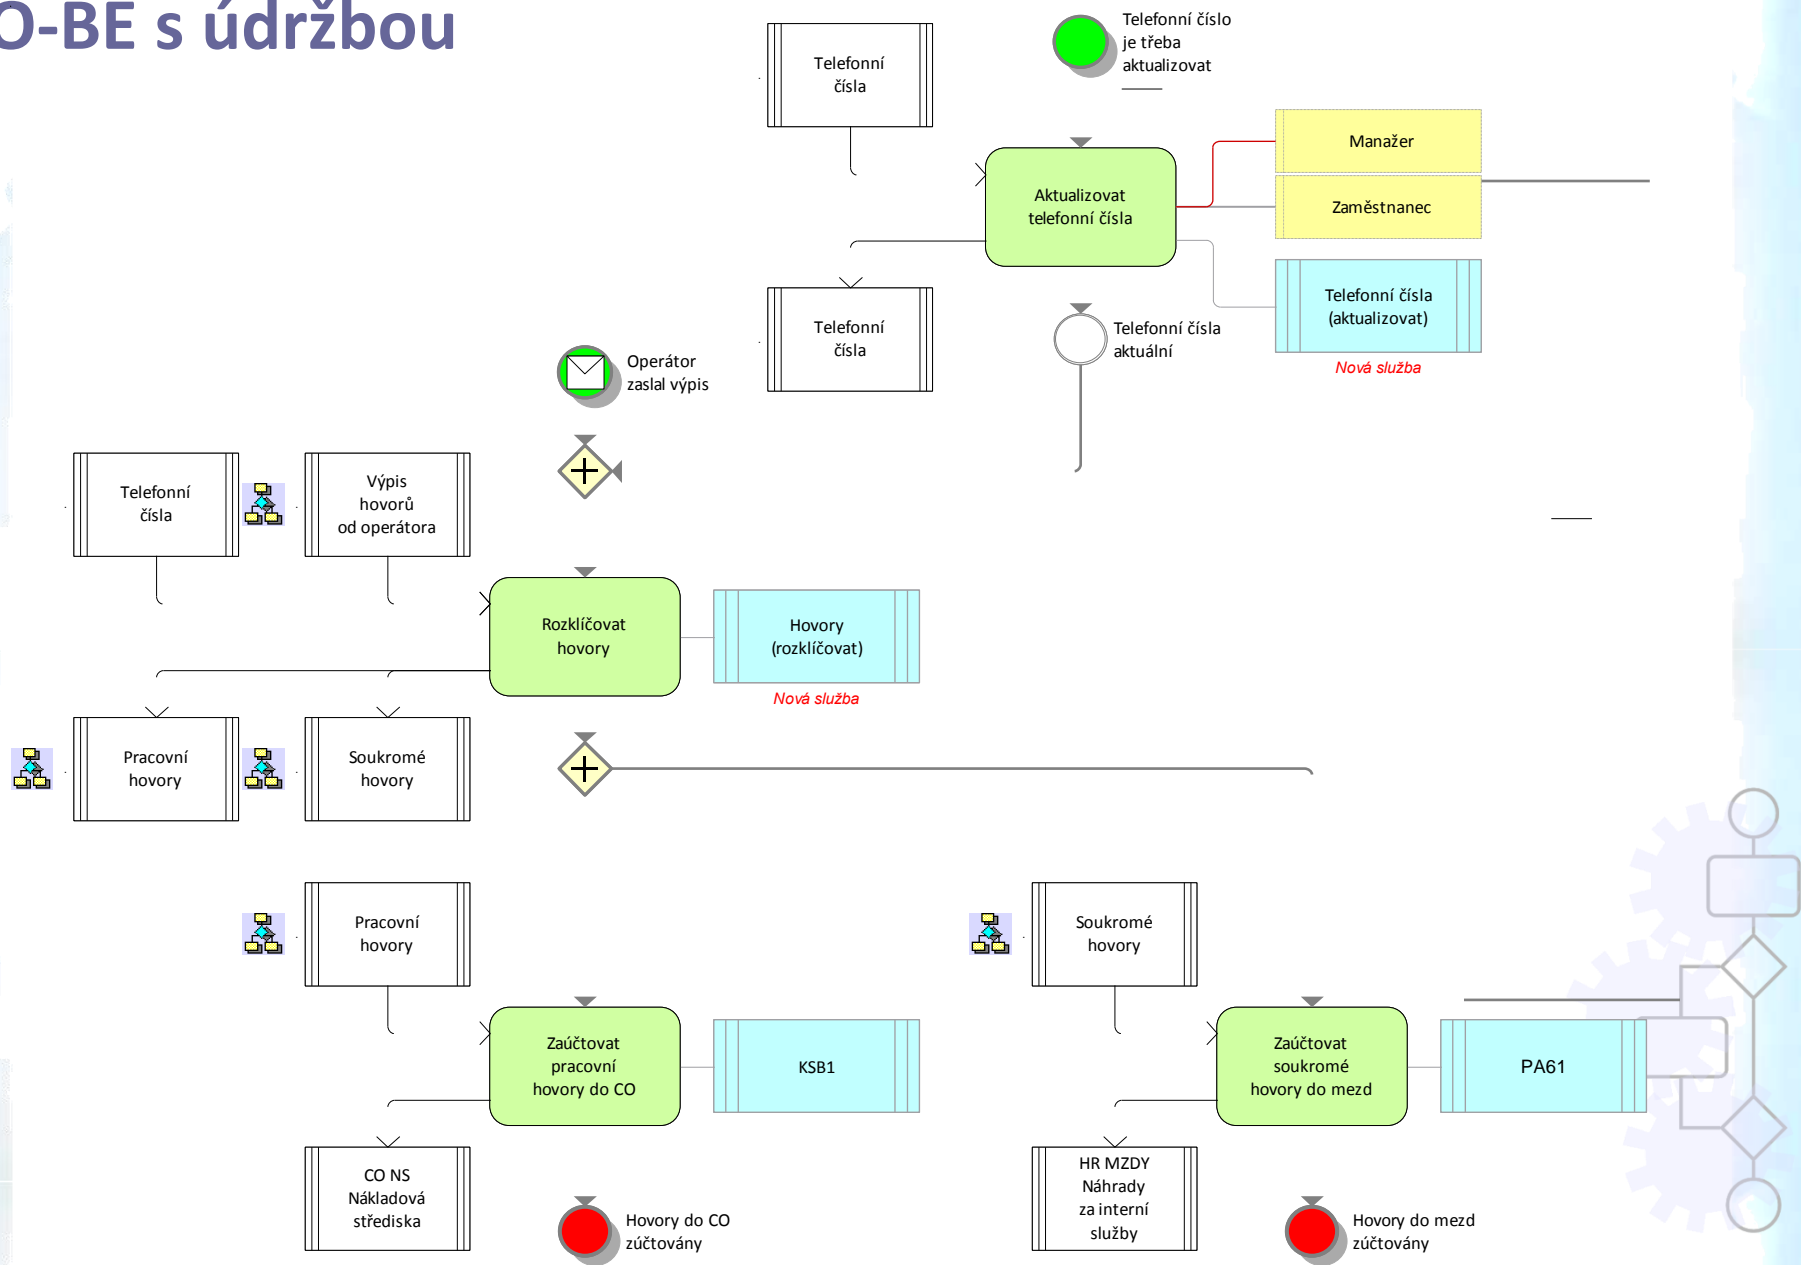 O-BE s údržbou
Telefonní
čísla
Telefonní číslo
je třeba
aktualizovat
Manažer
Aktualizovat
telefonní čísla
Zaměstnanec
Telefonní
čísla
Telefonní čísla
aktuální
Telefonní čísla
(aktualizovat)
Nová služba
Operátor
zaslal výpis
Telefonní
čísla
Výpis
hovorů
od operátora
Rozklíčovat
hovory
Hovory
(rozklíčovat)
Nová služba
Pracovní
hovory
Soukromé
hovory
Pracovní
hovory
Soukromé
hovory
Zaúčtovat
pracovní
hovory do CO
KSB1
Zaúčtovat
soukromé
hovory do mezd
PA61
CO NS
Nákladová
střediska
Hovory do CO
zúčtovány
HR MZDY
Náhrady
za interní
služby
Hovory do mezd
zúčtovány